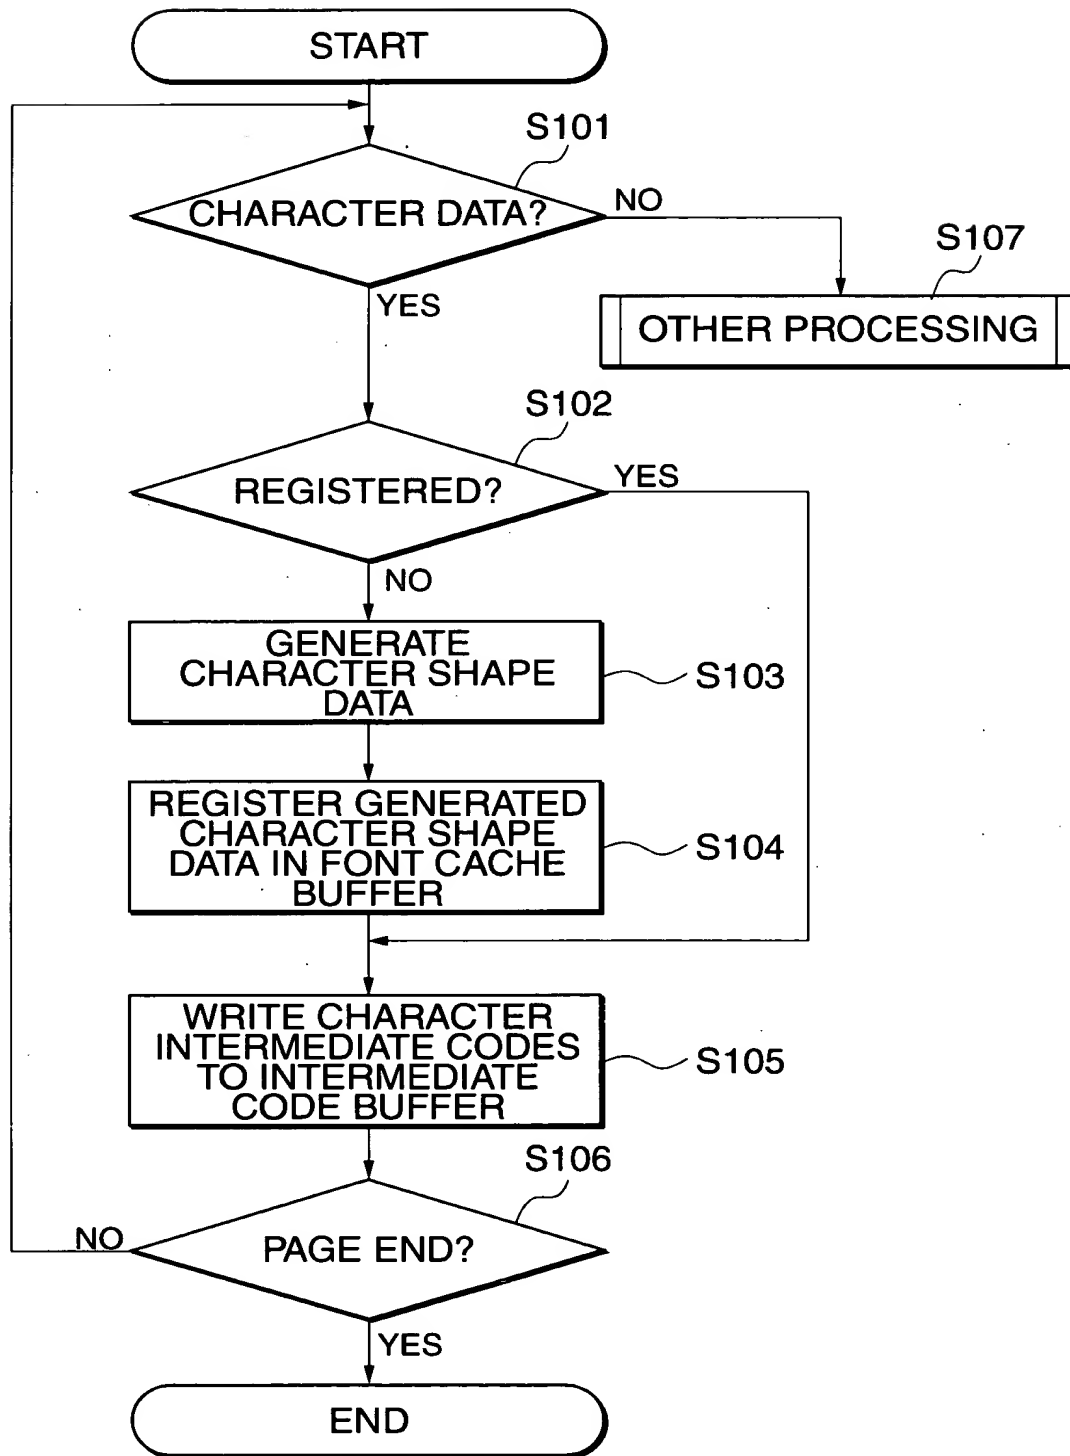 START
S101
CHARACTER DATA?
NO
YES
S107
OTHER PROCESSING
S102
REGISTERED?
YES
NO
GENERATE
CHARACTER SHAPE
DATA
S103
REGISTER GENERATED
CHARACTER SHAPE
DATA IN FONT CACHE
BUFFER
S104
WRITE CHARACTER
INTERMEDIATE CODES
TO INTERMEDIATE
CODE BUFFER
S105
S106
NO
PAGE END?
YES
END